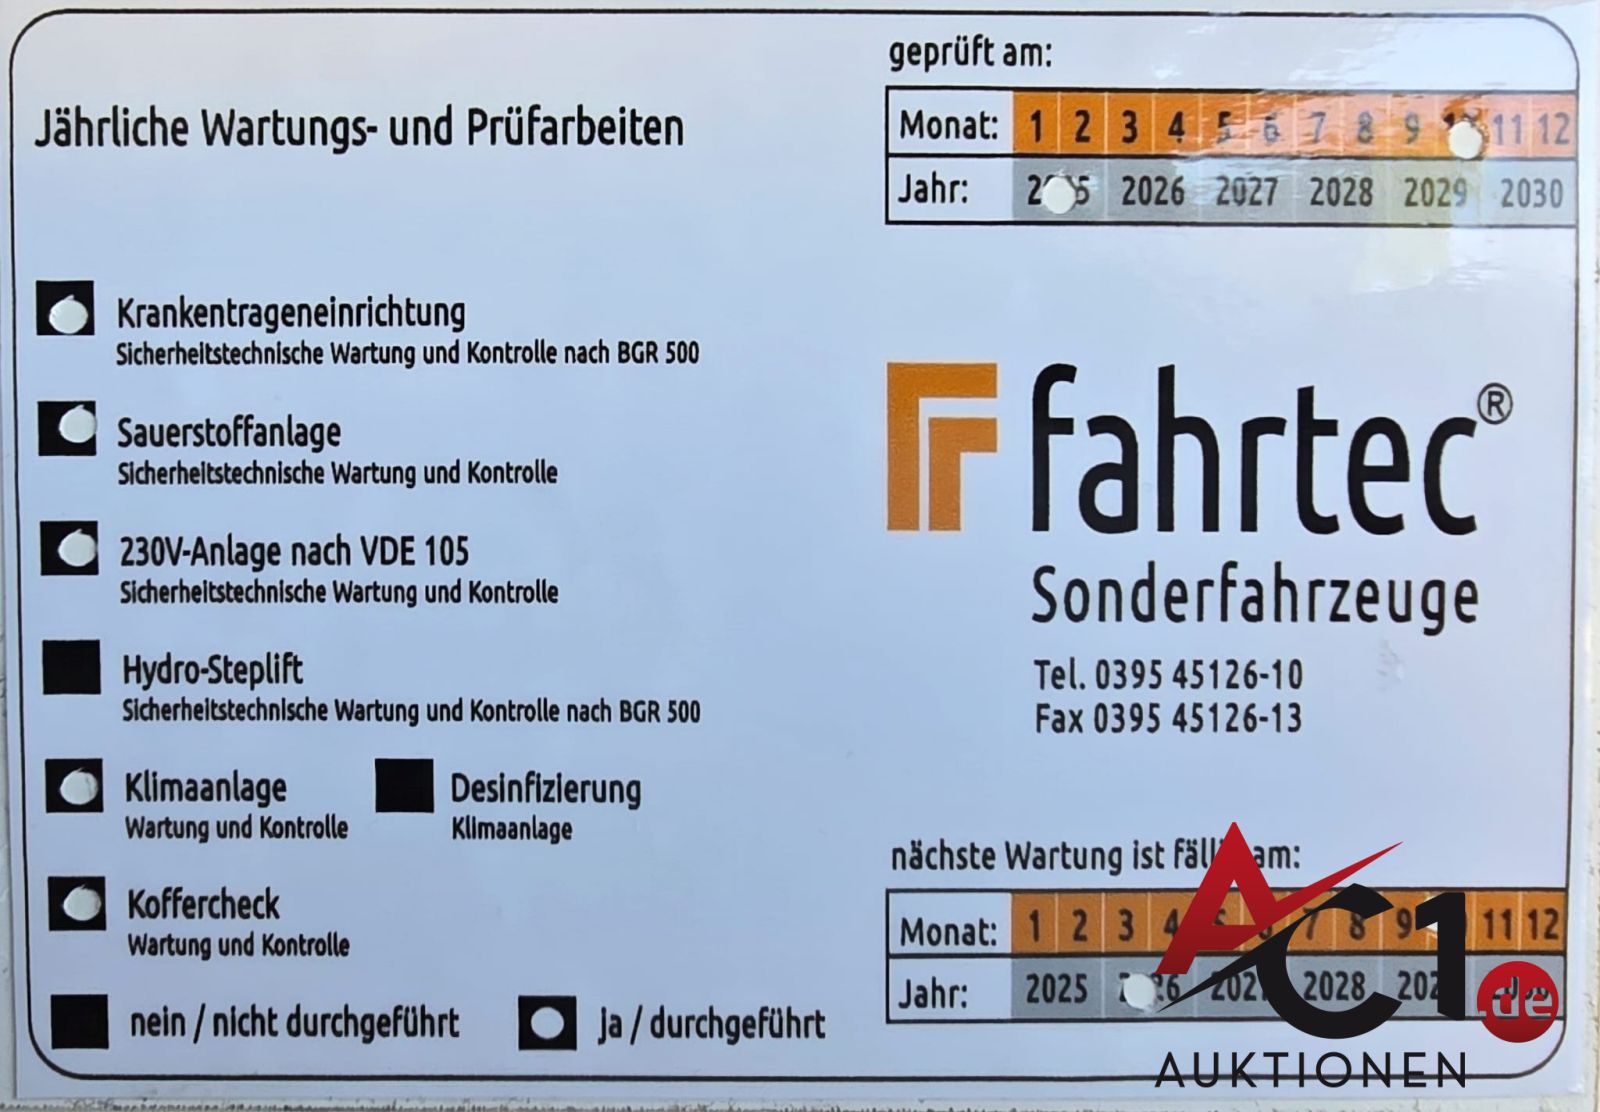 geprüft am:
Jährliche Wartungs- und Prüfarbeiten
Monat: 1 2 3 4 5 6 7 8 9 11 12
Jahr: 2026 2027 2028 2029 2030
Krankentrageneinrichtung
Sicherheitstechnische Wartung und Kontrolle nach BGR 500
Sauerstoffanlage
Sicherheitstechnische Wartung und Kontrolle
230V-Anlage nach VDE 105
Sicherheitstechnische Wartung und Kontrolle
Hydro-Steplift
Sicherheitstechnische Wartung und Kontrolle nach BGR 500
Klimaanlage
Wartung und Kontrolle
Desinfizierung
Klimaanlage
Koffercheck
Wartung und Kontrolle
nein / nicht durchgeführt
ja / durchgeführt
fahrtec®
Sonderfahrzeuge
Tel. 0395 45126-10
Fax 0395 45126-13
nächste Wartung ist am:
Monat: 1 2 3 4 7 8 9 11 12
Jahr: 2025 2028
AC1.de
AUKTIONEN